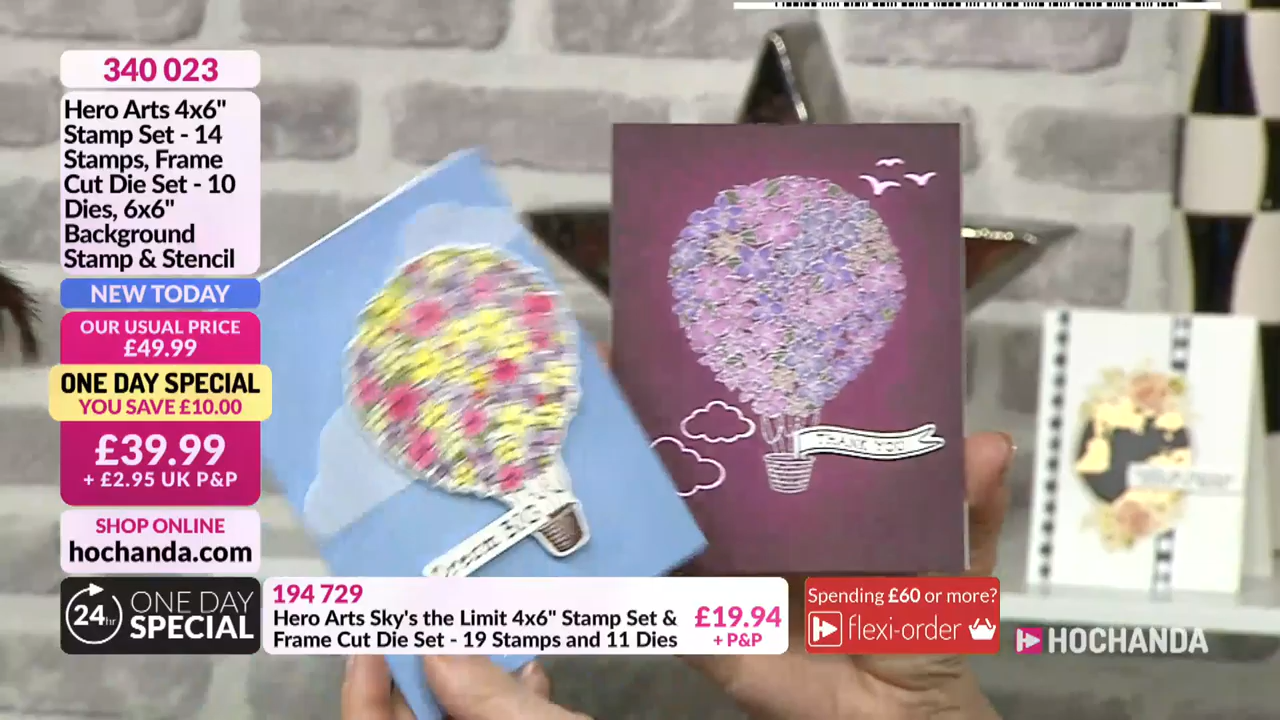 340 023
Hero Arts 4x6"
Stamp Set - 14
Stamps, Frame
Cut Die Set - 10
Dies, 6x6"
Background
Stamp & Stencil
NEW TODAY
OUR USUAL PRICE
£49.99
ONE DAY SPECIAL
YOU SAVE £10.00
£39.99
+ £2.95 UK P&P
SHOP ONLINE
hochanda.com
24hr
ONE DAY
SPECIAL
194 729
Hero Arts Sky's the Limit 4x6" Stamp Set &
Frame Cut Die Set - 19 Stamps and 11 Dies
£19.94
+ P&P
Spending £60 or more?
flexi-order
HOCHANDA
THANK YOU
DREAM BIG